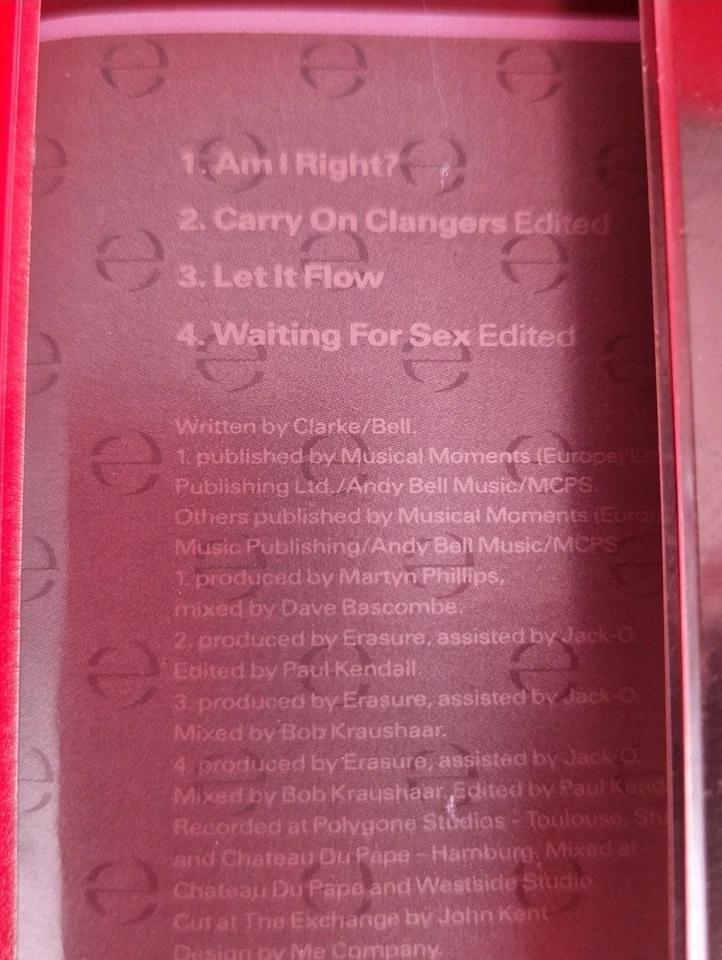 1. Am I Right?
2. Carry On Clangers Edited
3. Let It Flow
4. Waiting For Sex Edited
Written by Clarke/Bell.
1. published by Musical Moments (Europe)
Publishing Ltd./Andy Bell Music/MCPS.
Others published by Musical Moments
Music Publishing/Andy Bell Music/MCPS.
1. produced by Martyn Phillips,
mixed by Dave Bascombe.
2. produced by Erasure, assisted by Jack-O.
Edited by Paul Kendall.
3. produced by Erasure, assisted by Jack-O.
Mixed by Bob Kraushaar.
4. produced by Erasure, assisted by Jack-O.
Mixed by Bob Kraushaar, Edited by Paul
Recorded at Polygone Studios - Toulouse,
and Chateau Du Pape - Hamburg. Mixed at
Chateau Du Pape and Westside Studio
Cut at The Exchange by John Kent
Design by Me Company.